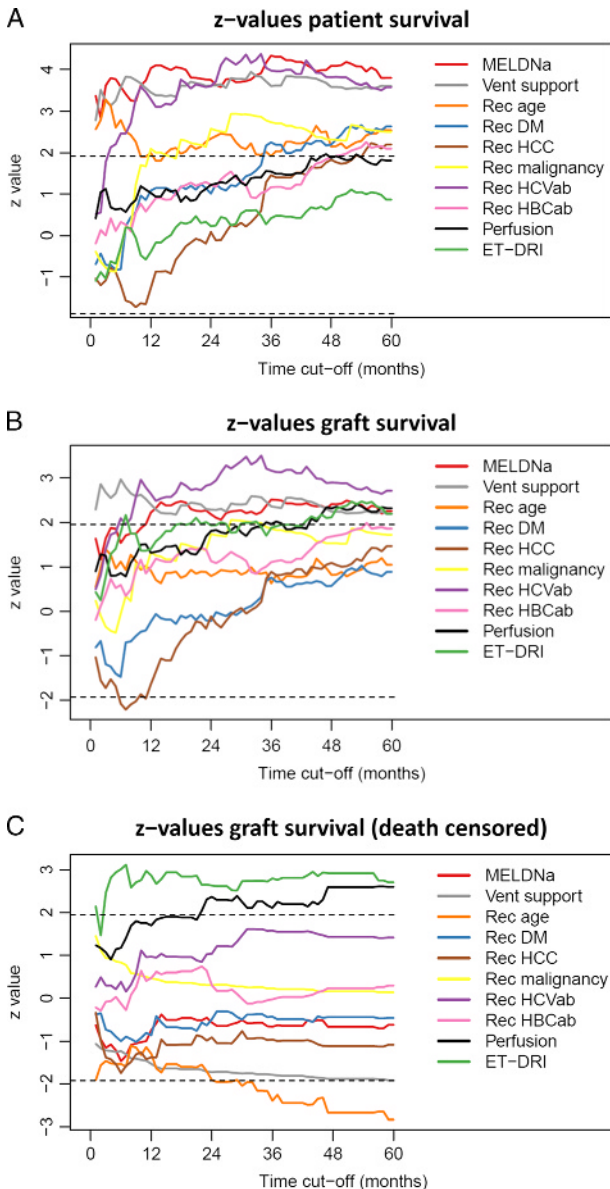 A
z−values patient survival
z value
4
3
2
1
0
−1
0 12 24 36 48 60
Time cut-off (months)
MELDNa
Vent support
Rec age
Rec DM
Rec HCC
Rec malignancy
Rec HCVab
Rec HBCab
Perfusion
ET−DRI
B
z−values graft survival
z value
3
2
1
0
−1
−2
0 12 24 36 48 60
Time cut-off (months)
MELDNa
Vent support
Rec age
Rec DM
Rec HCC
Rec malignancy
Rec HCVab
Rec HBCab
Perfusion
ET−DRI
C
z−values graft survival (death censored)
z value
3
2
1
0
−1
−2
−3
0 12 24 36 48 60
Time cut-off (months)
MELDNa
Vent support
Rec age
Rec DM
Rec HCC
Rec malignancy
Rec HCVab
Rec HBCab
Perfusion
ET−DRI